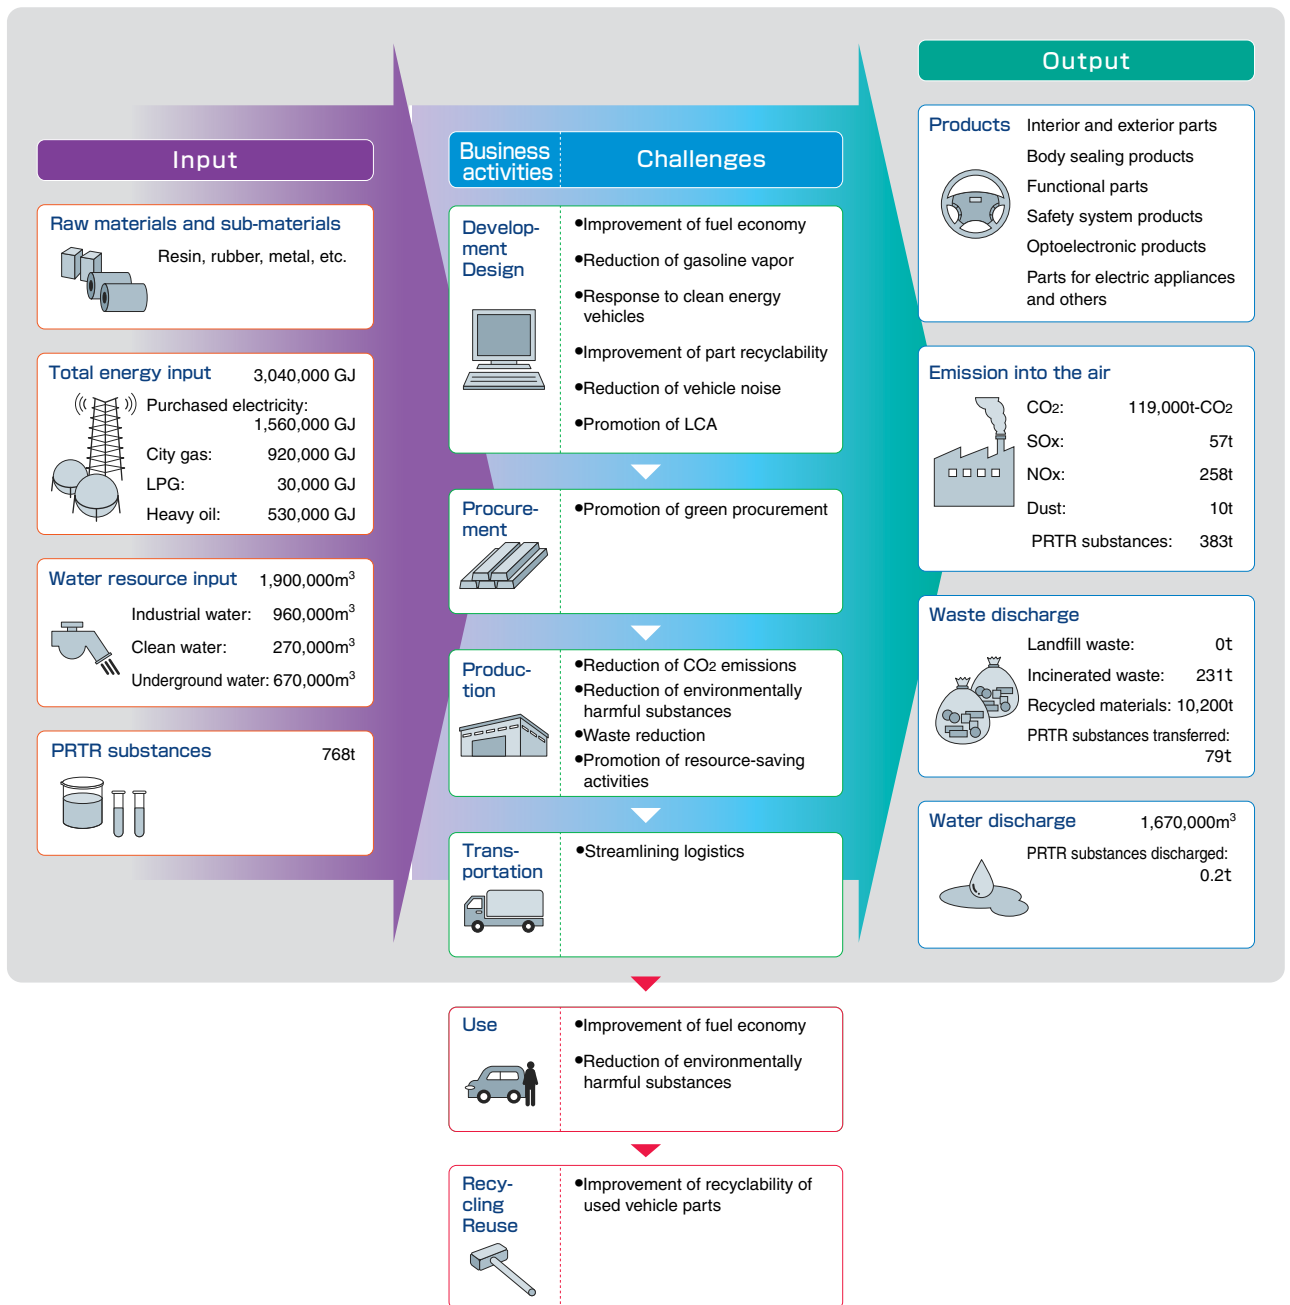 Input
Raw materials and sub-materials
Resin, rubber, metal, etc.
Total energy input 3,040,000 GJ
Purchased electricity:
1,560,000 GJ
City gas: 920,000 GJ
LPG: 30,000 GJ
Heavy oil: 530,000 GJ
Water resource input 1,900,000m³
Industrial water: 960,000m³
Clean water: 270,000m³
Underground water: 670,000m³
PRTR substances 768t
Business
activities
Challenges
Develop-
ment
Design
•Improvement of fuel economy
•Reduction of gasoline vapor
•Response to clean energy
vehicles
•Improvement of part recyclability
•Reduction of vehicle noise
•Promotion of LCA
Procure-
ment
•Promotion of green procurement
Produc-
tion
•Reduction of CO2 emissions
•Reduction of environmentally
harmful substances
•Waste reduction
•Promotion of resource-saving
activities
Trans-
portation
•Streamlining logistics
Use
•Improvement of fuel economy
•Reduction of environmentally
harmful substances
Recy-
cling
Reuse
•Improvement of recyclability of
used vehicle parts
Output
Products Interior and exterior parts
Body sealing products
Functional parts
Safety system products
Optoelectronic products
Parts for electric appliances
and others
Emission into the air
CO2: 119,000t-CO2
SOx: 57t
NOx: 258t
Dust: 10t
PRTR substances: 383t
Waste discharge
Landfill waste: 0t
Incinerated waste: 231t
Recycled materials: 10,200t
PRTR substances transferred:
79t
Water discharge 1,670,000m³
PRTR substances discharged:
0.2t